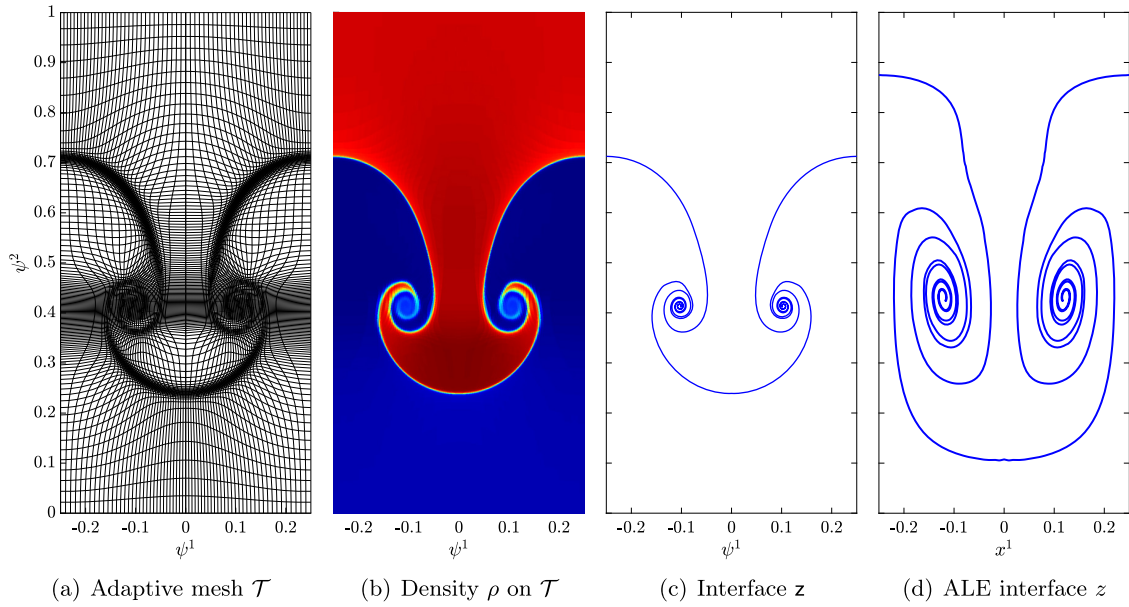 1
0.9
0.8
0.7
0.6
0.5
ψ²
0.4
0.3
0.2
0.1
0
-0.2 -0.1 0 0.1 0.2
-0.2 -0.1 0 0.1 0.2
-0.2 -0.1 0 0.1 0.2
-0.2 -0.1 0 0.1 0.2
ψ¹
ψ¹
ψ¹
x¹
(a) Adaptive mesh 𝒯
(b) Density ρ on 𝒯
(c) Interface z
(d) ALE interface z